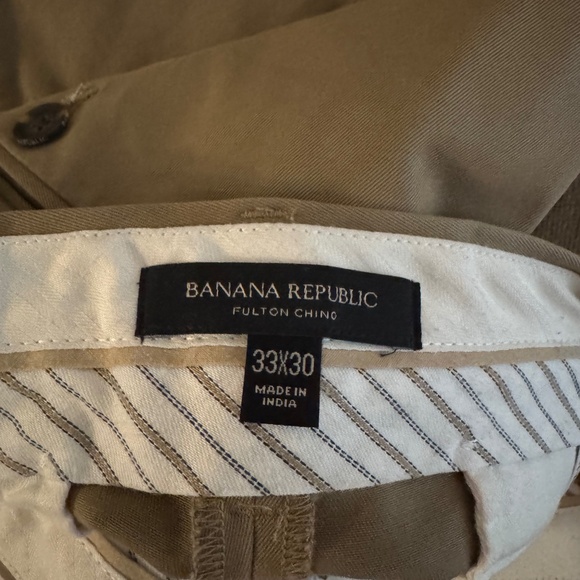 BANANA REPUBLIC
FULTON CHINO
33X30
MADE IN
INDIA